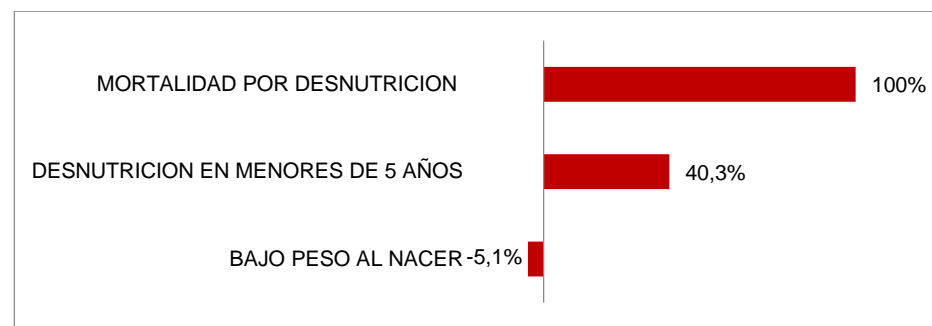 MORTALIDAD POR DESNUTRICION 100%
DESNUTRICION EN MENORES DE 5 AÑOS 40,3%
BAJO PESO AL NACER -5,1%